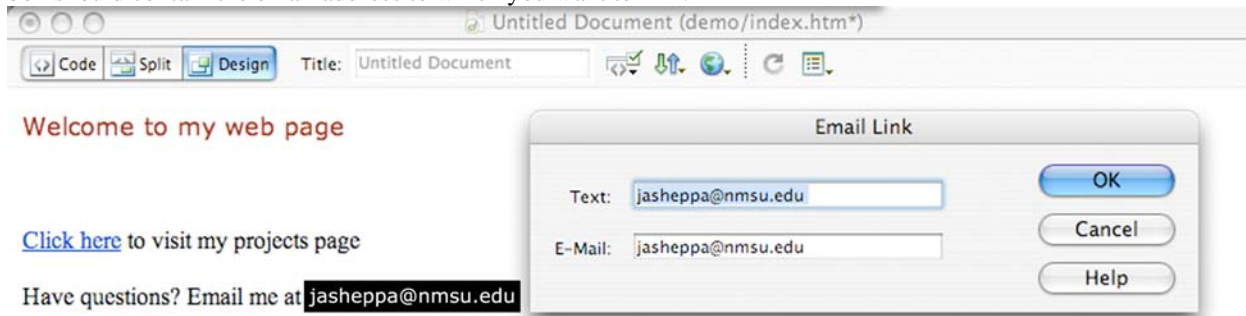 Untitled Document (demo/index.htm*)
Code Split Design Title: Untitled Document
Welcome to my web page
Email Link
Text: jasheppa@nmsu.edu
OK
Click here to visit my projects page
E-Mail: jasheppa@nmsu.edu
Cancel
Have questions? Email me at jasheppa@nmsu.edu
Help